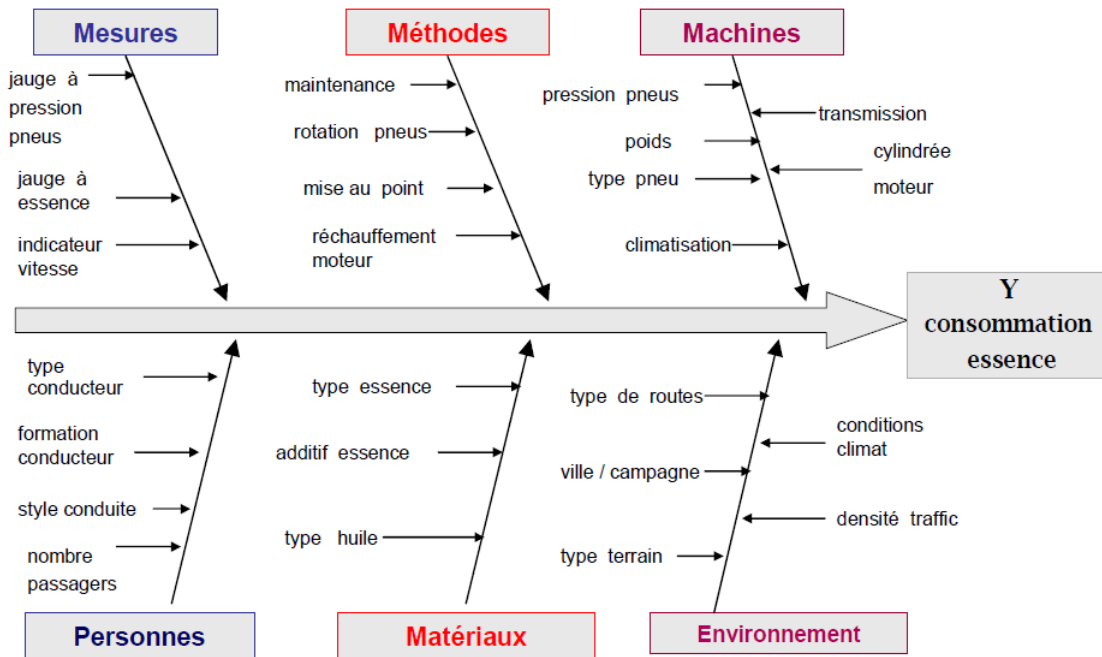 Mesures
Méthodes
Machines
jauge à
pression
pneus
jauge à
essence
indicateur
vitesse
maintenance
rotation pneus
mise au point
réchauffement
moteur
pression pneus
transmission
poids
cylindrée
moteur
type pneu
climatisation
Y
consommation
essence
type
conducteur
formation
conducteur
style conduite
nombre
passagers
type essence
additif essence
type huile
type de routes
conditions
climat
ville / campagne
densité traffic
type terrain
Personnes
Matériaux
Environnement